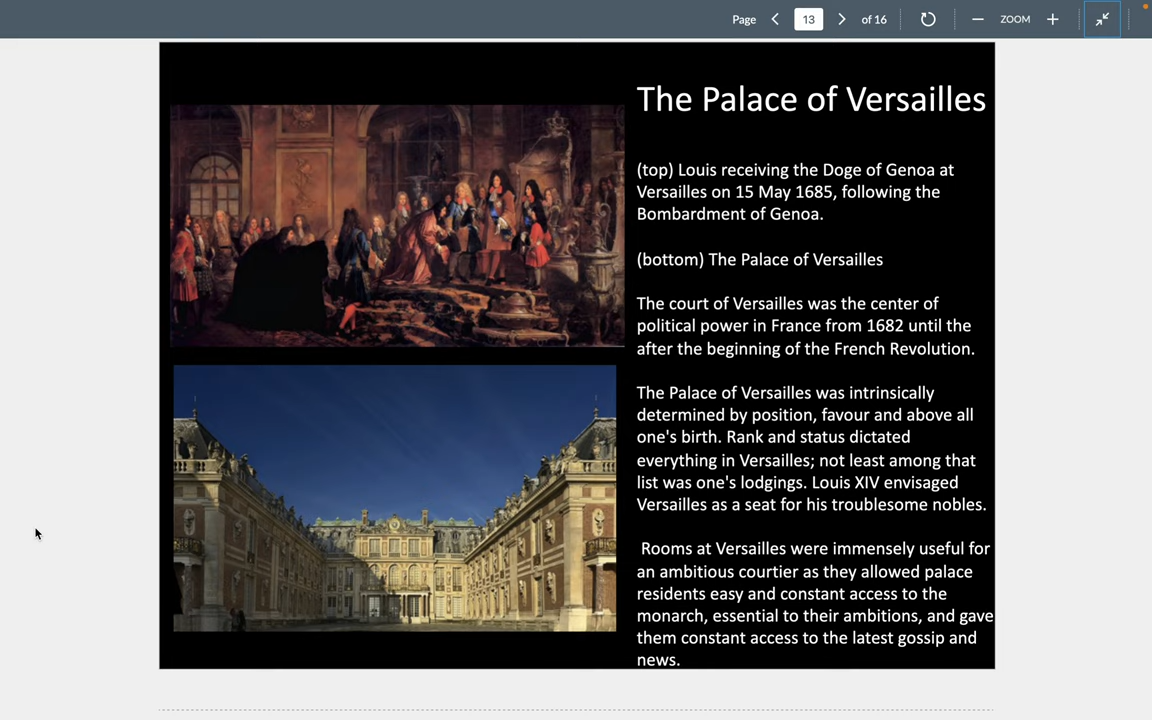 Page 13 of 16 ZOOM
The Palace of Versailles
(top) Louis receiving the Doge of Genoa at
Versailles on 15 May 1685, following the
Bombardment of Genoa.
(bottom) The Palace of Versailles
The court of Versailles was the center of
political power in France from 1682 until the
after the beginning of the French Revolution.
The Palace of Versailles was intrinsically
determined by position, favour and above all
one's birth. Rank and status dictated
everything in Versailles; not least among that
list was one's lodgings. Louis XIV envisaged
Versailles as a seat for his troublesome nobles.
Rooms at Versailles were immensely useful for
an ambitious courtier as they allowed palace
residents easy and constant access to the
monarch, essential to their ambitions, and gave
them constant access to the latest gossip and
news.